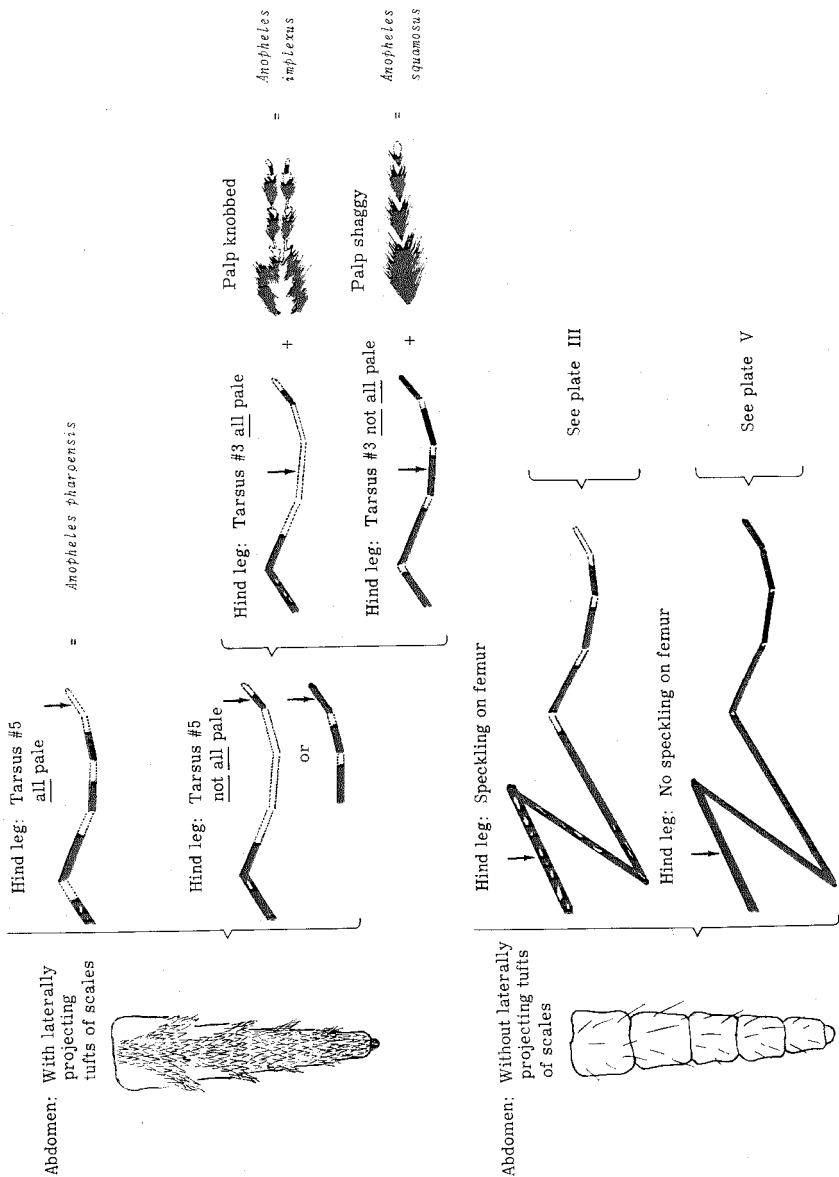 Abdomen: With laterally
projecting
tufts of scales
Hind leg: Tarsus #5
all pale
= Anopheles pharoensis
Hind leg: Tarsus #5
not all pale
or
Hind leg: Tarsus #3 all pale
+
Palp knobbed
= Anopheles
implexus
Hind leg: Tarsus #3 not all pale
+
Palp shaggy
= Anopheles
squamosus
Abdomen: Without laterally
projecting tufts
of scales
Hind leg: Speckling on femur
See plate III
Hind leg: No speckling on femur
See plate V